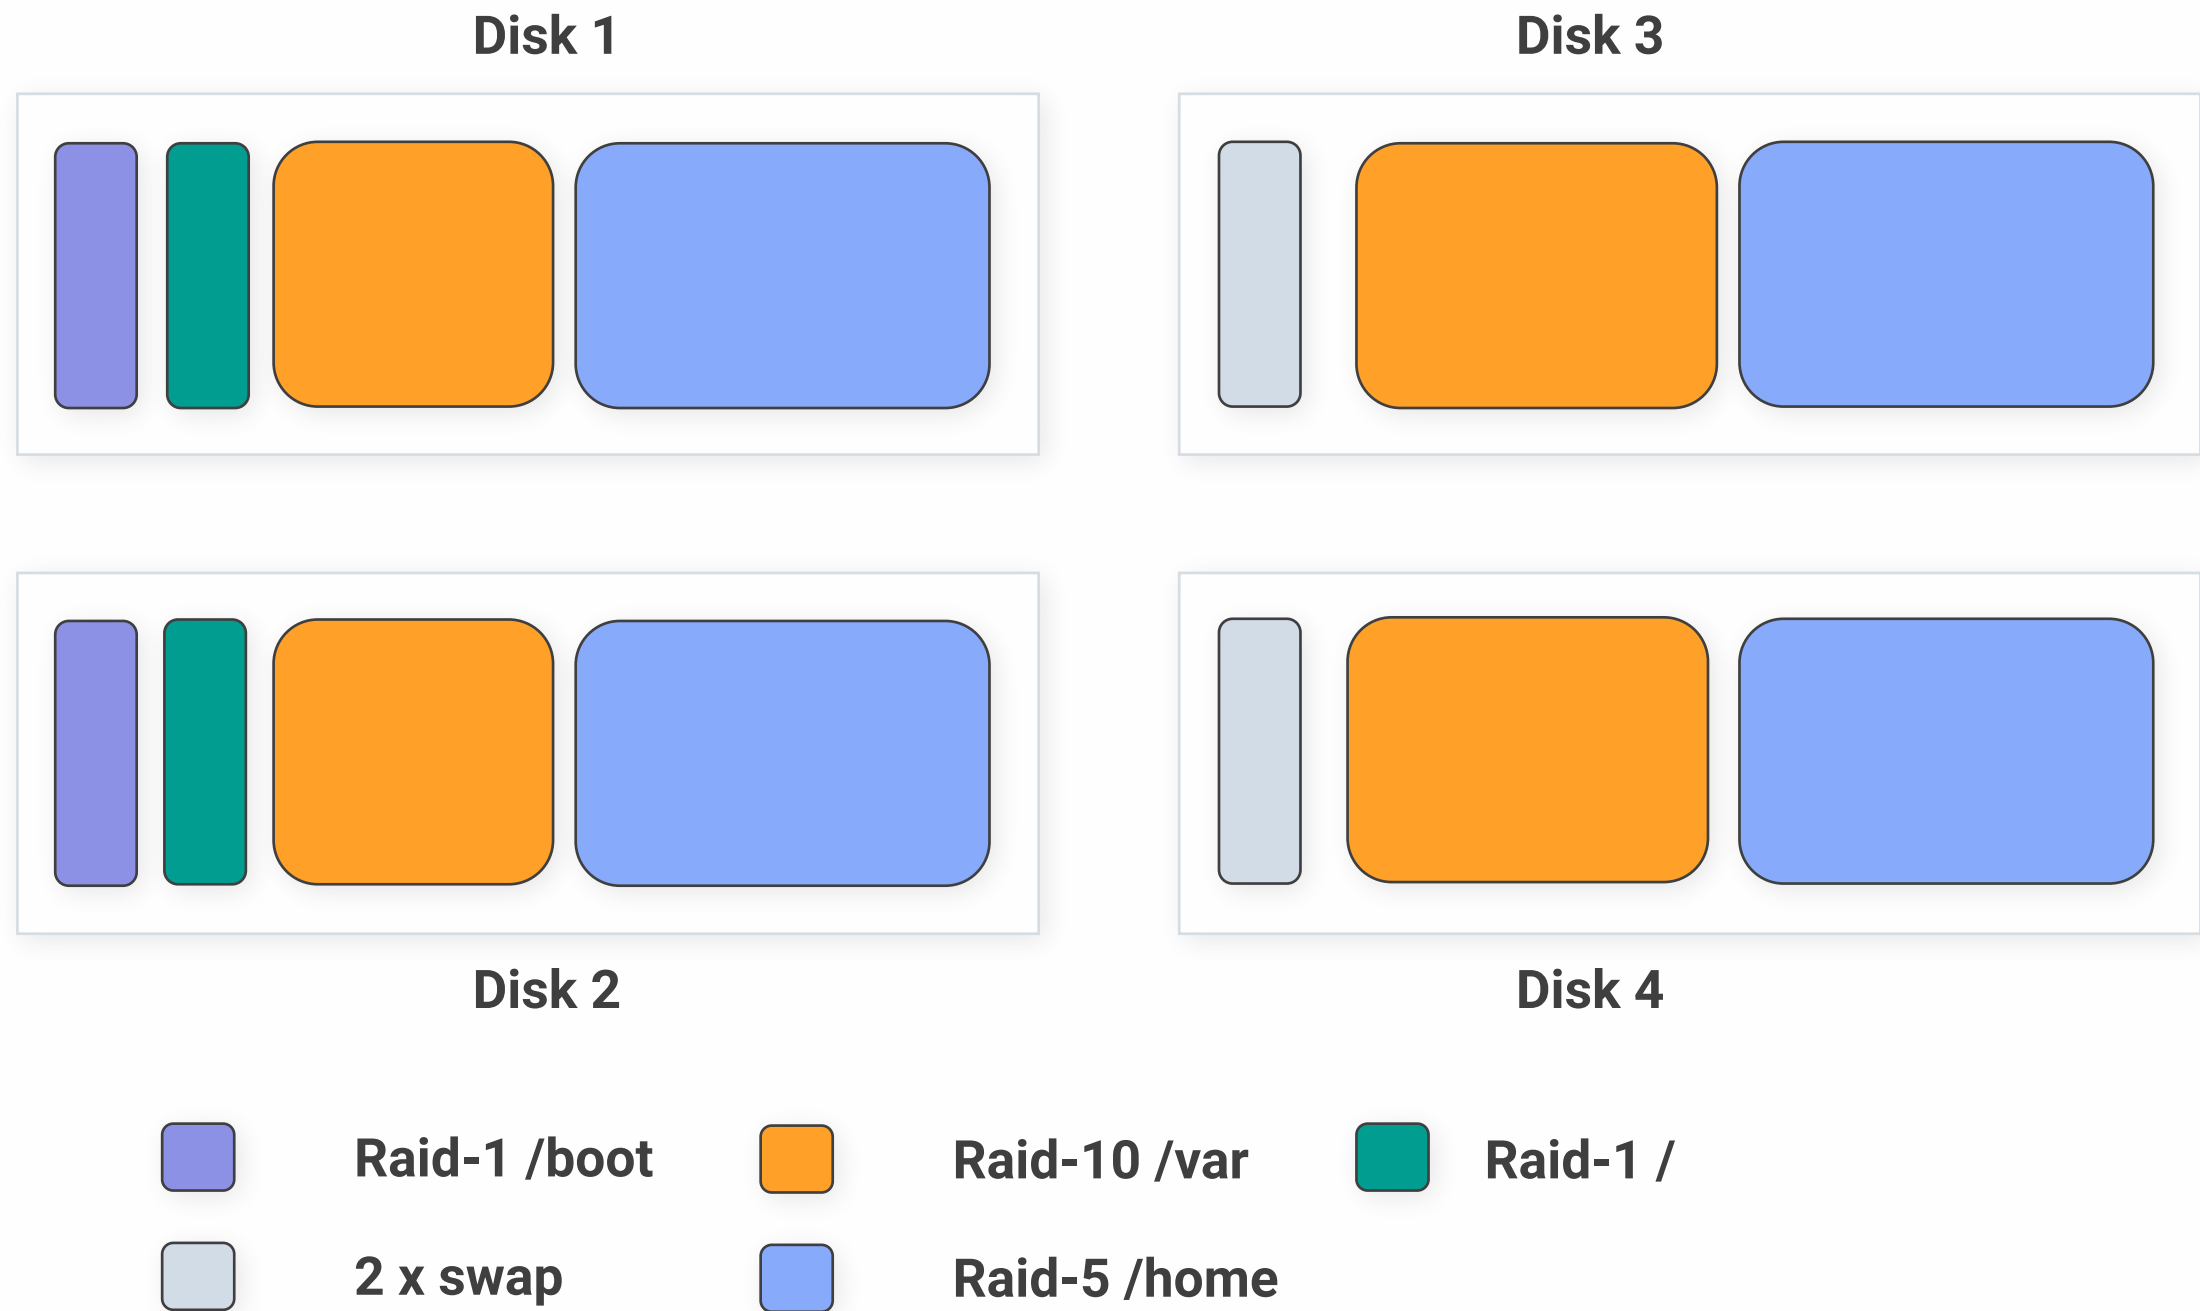 Disk 1
Disk 3
Disk 2
Disk 4
Raid-1 /boot
Raid-10 /var
Raid-1 /
2 x swap
Raid-5 /home